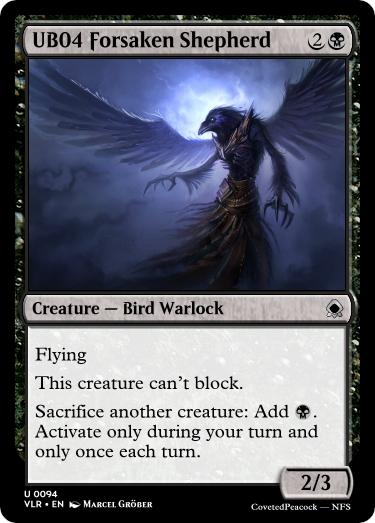 UB04 Forsaken Shepherd 2
Creature — Bird Warlock
Flying
This creature can't block.
Sacrifice another creature: Add .
Activate only during your turn and
only once each turn.
2/3
U 0094
VLR • EN Marcel Gröber
CovetedPeacock — NFS